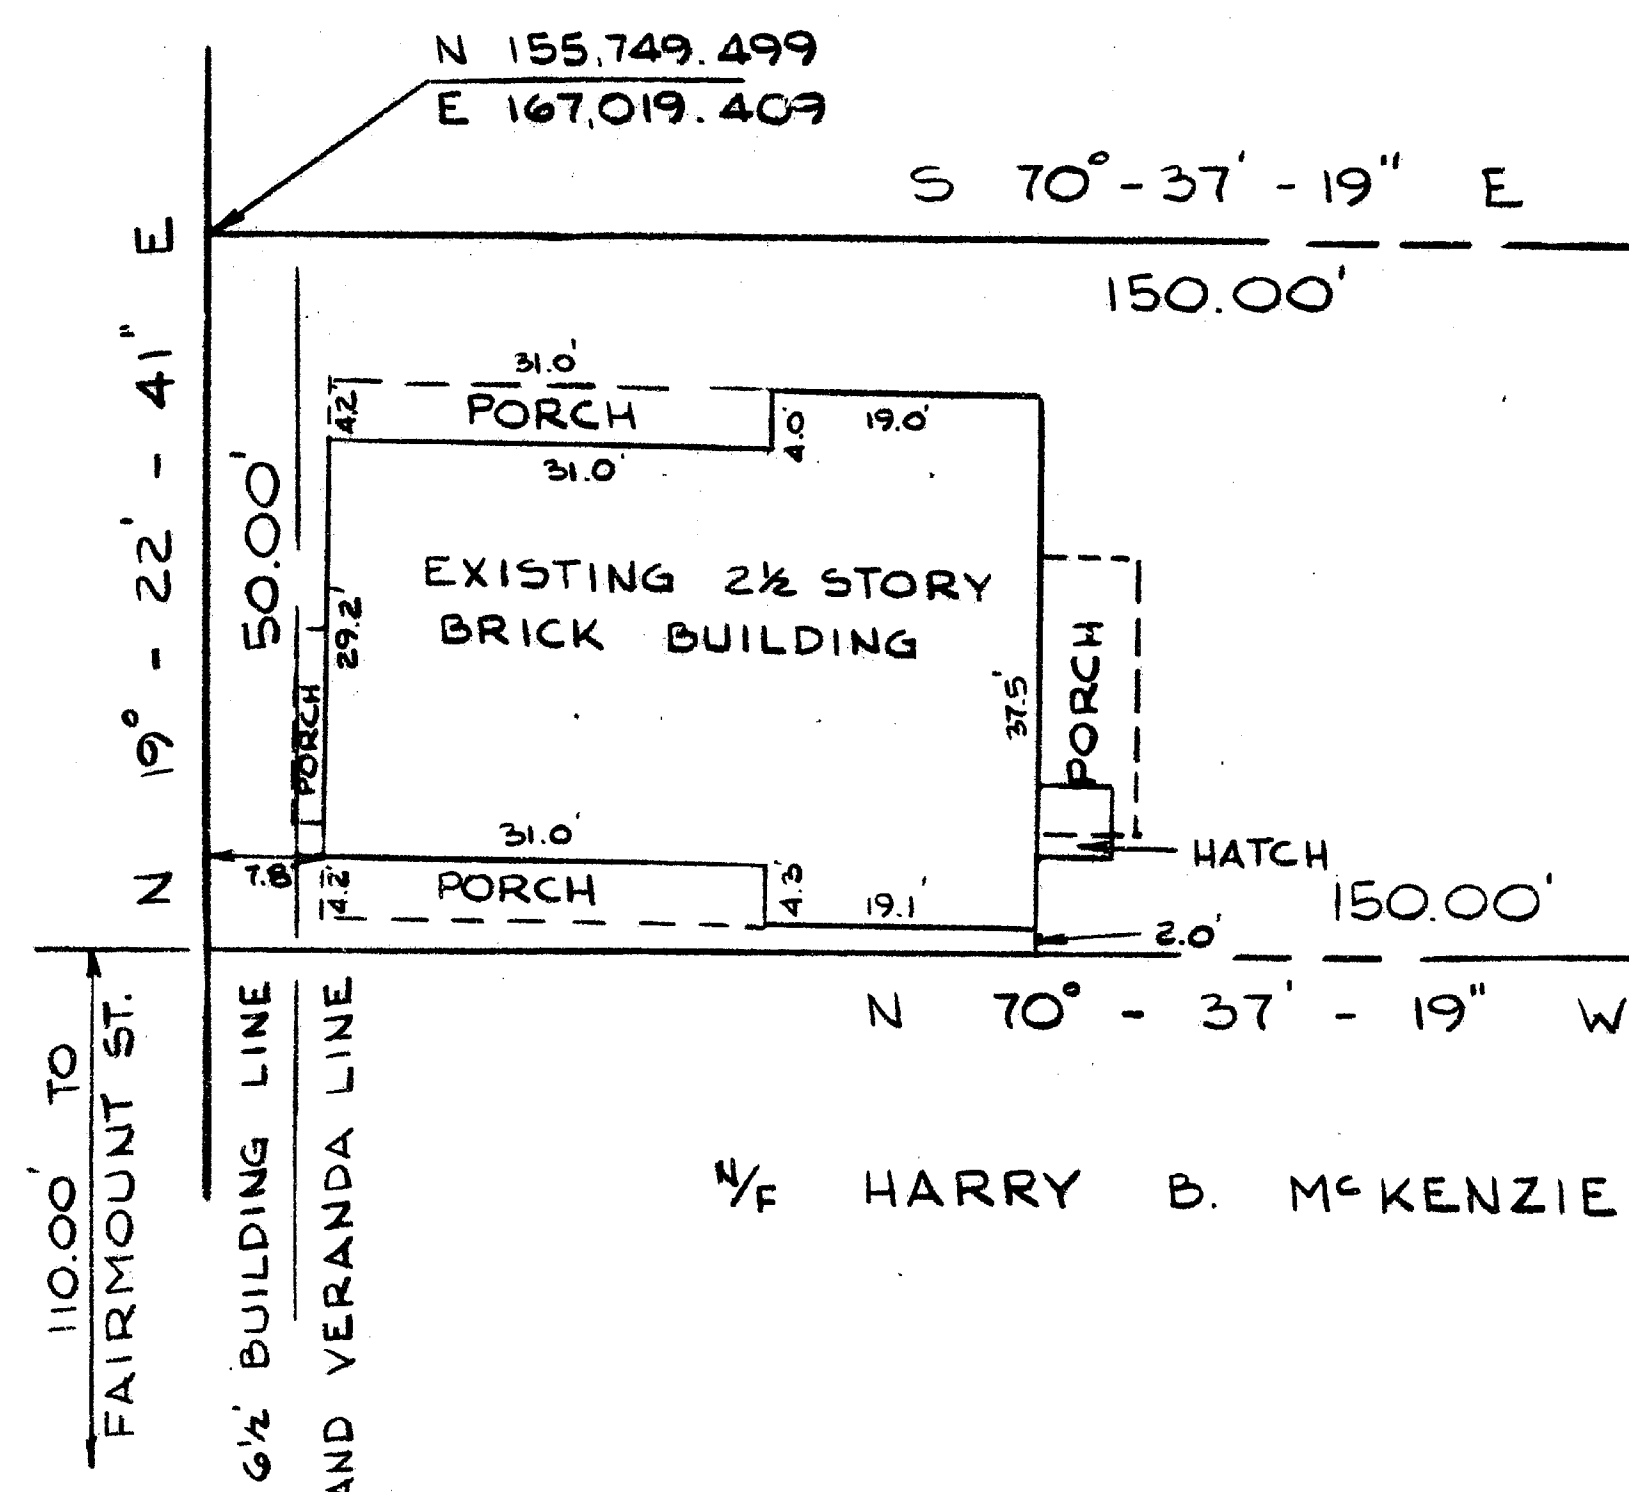 N 155,749.499
E 167,019.409
S 70° - 37' - 19" E
150.00'
N 19° - 22' - 41" E
50.00'
31.0'
4.2'
PORCH
4.0'
19.0'
31.0'
EXISTING 2½ STORY
BRICK BUILDING
29.2'
PORCH
37.5'
PORCH
31.0'
HATCH
7.8'
4.2'
PORCH
4.3'
19.1'
150.00'
2.0'
N 70° - 37' - 19" W
110.00' TO
FAIRMOUNT ST.
6½' BUILDING LINE
AND VERANDA LINE
N/F HARRY B. McKENZIE